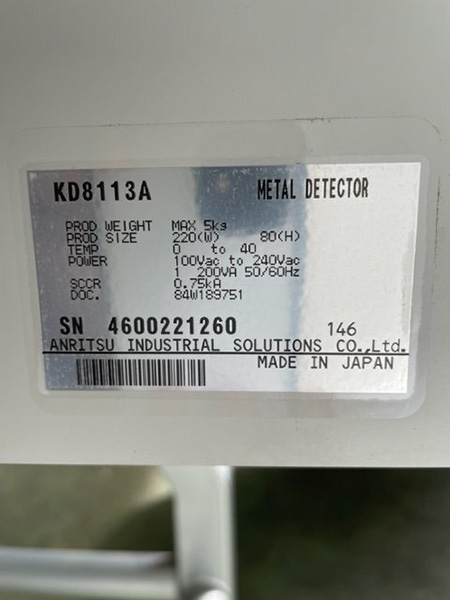 KD8113A METAL DETECTOR
PROD WEIGHT MAX 5kg
PROD SIZE 220(W) 80(H)
TEMP 0 to 40
POWER 100Vac to 240Vac
1 200VA 50/60Hz
SCCR 0.75kA
DOC. 84W189751
SN 4600221260 146
ANRITSU INDUSTRIAL SOLUTIONS CO.,Ltd.
MADE IN JAPAN